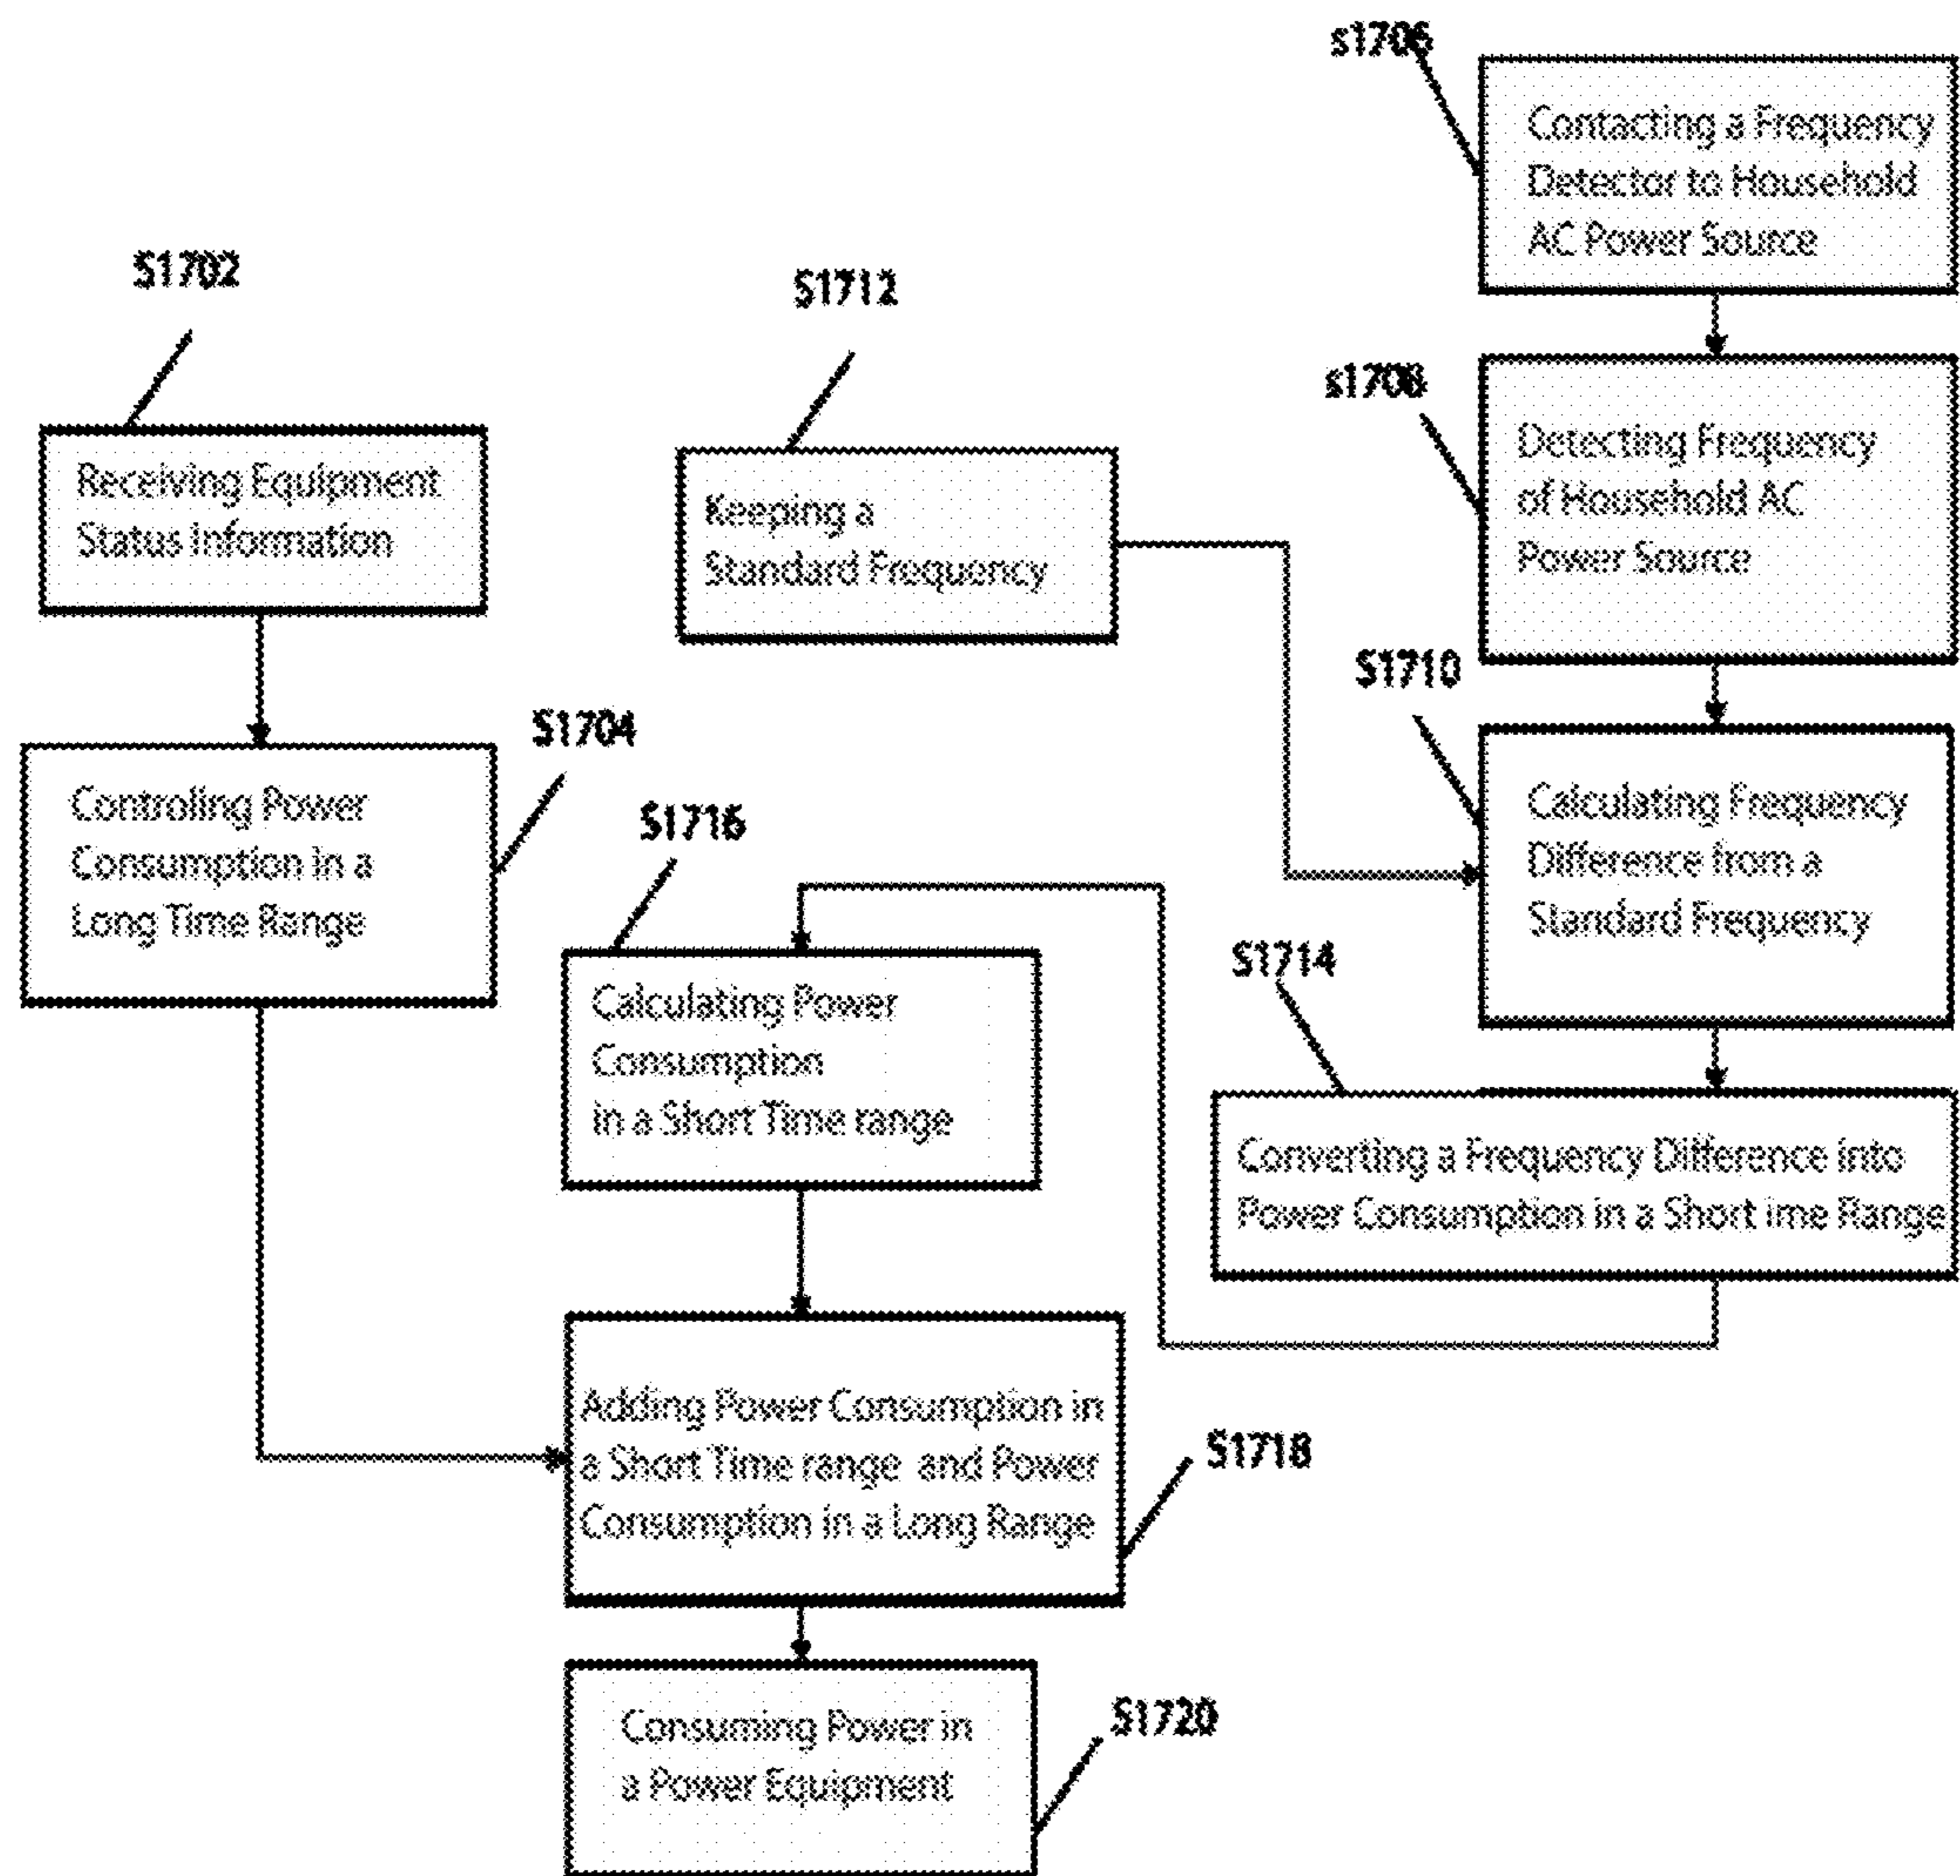 s1706
Contacting a Frequency
Detector to Household
AC Power Source
S1702
S1712
s1708
Receiving Equipment
Status Information
Keeping a
Standard Frequency
Detecting Frequency
of Household AC
Power Source
S1710
S1704
Controling Power
Consumption in a
Long Time Range
S1716
Calculating Frequency
Difference from a
Standard Frequency
S1714
Calculating Power
Consumption
in a Short Time range
Converting a Frequency Difference into
Power Consumption in a Short ime Range
Adding Power Consumption in
a Short Time range and Power
Consumption in a Long Range
S1718
Consuming Power in
a Power Equipment
S1720